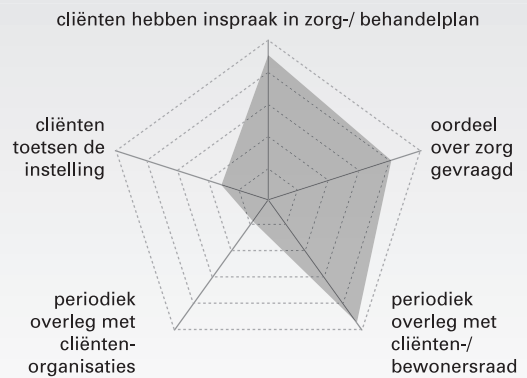 cliënten hebben inspraak in zorg-/ behandelplan
cliënten
toetsen de
instelling
oordeel
over zorg
gevraagd
periodiek
overleg met
cliënten-
organisaties
periodiek
overleg met
cliënten-/
bewonersraad